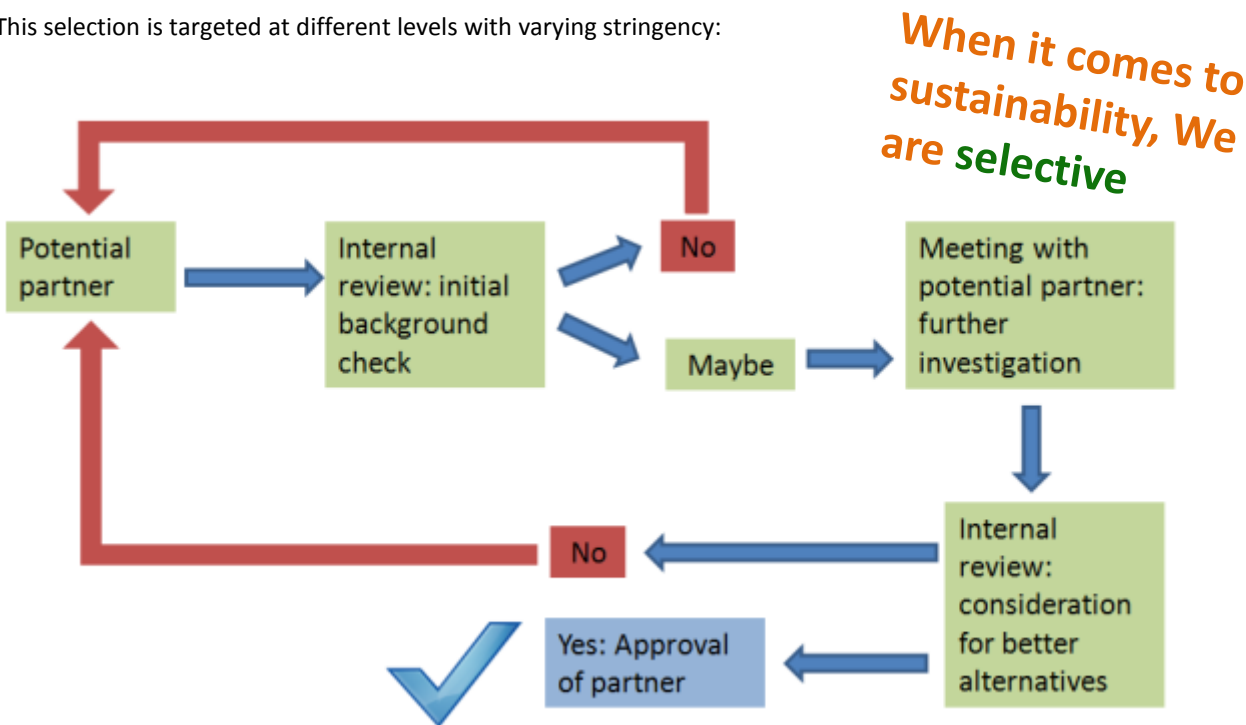 This selection is targeted at different levels with varying stringency:
When it comes to
sustainability, We
are selective
Potential
partner
Internal
review: initial
background
check
No
Maybe
Meeting with
potential partner:
further
investigation
Internal
review:
consideration
for better
alternatives
No
Yes: Approval
of partner